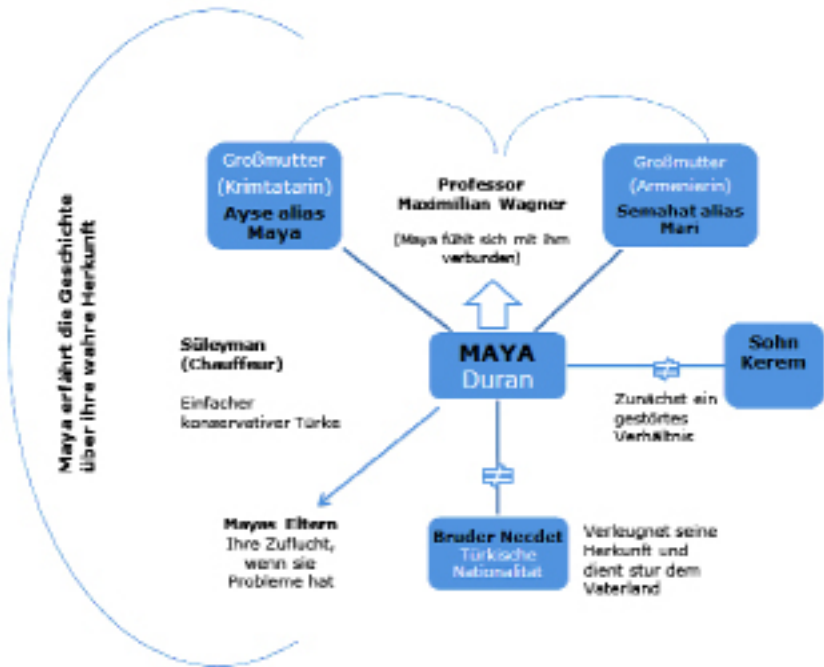 Großmutter
(Krimtatarin)
Ayse alias
Maya
Professor
Maximilian Wagner
(Maya fühlt sich mit ihm
verbunden)
Großmutter
(Armenierin)
Semahat alias
Mari
Maya erfährt die Geschichte
über ihre wahre Herkunft
Süleyman
(Chauffeur)
Einfacher
konservativer Türke
MAYA
Duran
Sohn
Kerem
Zunächst ein
gestörtes
Verhältnis
Mayas Eltern
Ihre Zuflucht,
wenn sie
Probleme hat
Bruder Necdet
Türkische
Nationalität
Verleugnet seine
Herkunft und
dient stur dem
Vaterland